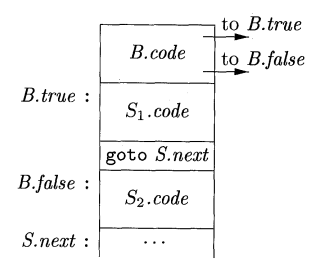 to B.true
B.code
to B.false
B.true :
S₁.code
goto S.next
B.false :
S₂.code
S.next :
...